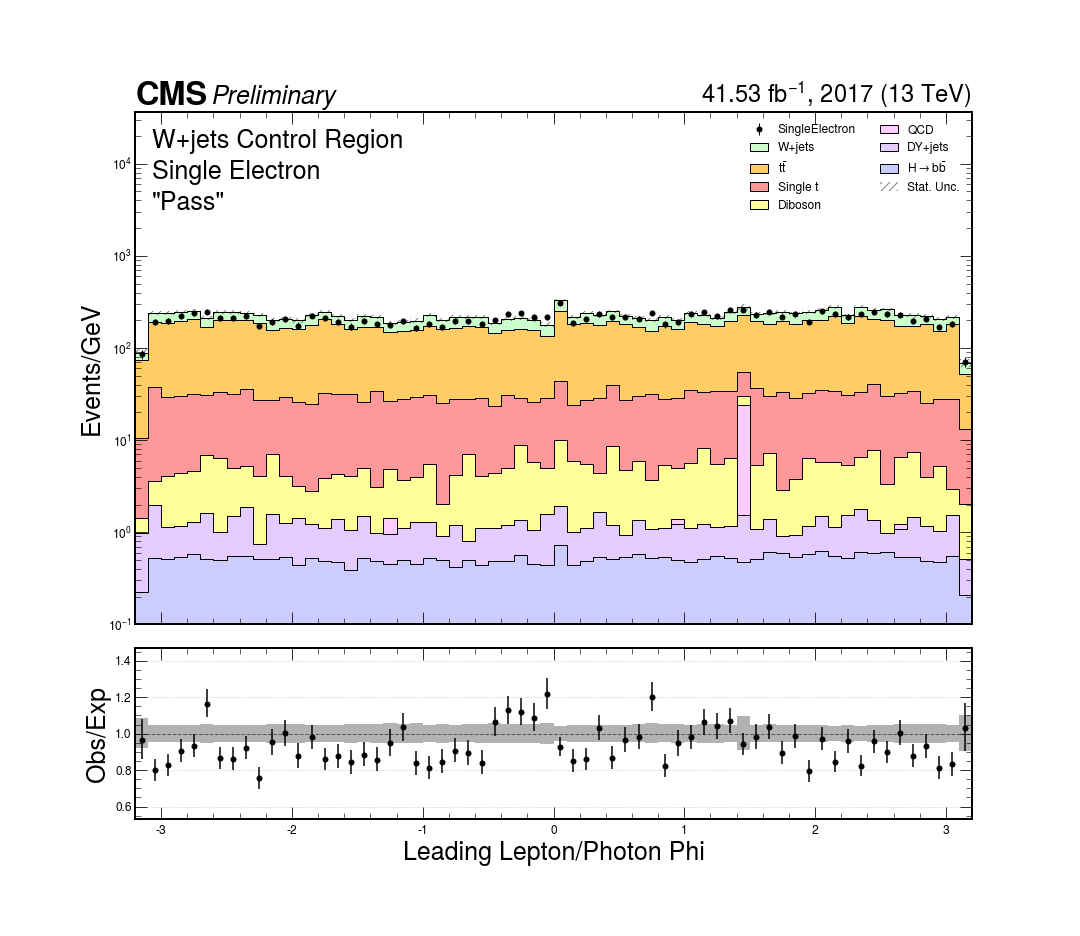 CMS Preliminary
41.53 fb⁻¹, 2017 (13 TeV)
W+jets Control Region
Single Electron
"Pass"
SingleElectron
W+jets
tt̄
Single t
Diboson
QCD
DY+jets
H→bb̄
Stat. Unc.
Events/GeV
10⁴
10³
10²
10¹
10⁰
10⁻¹
Obs/Exp
1.4
1.2
1.0
0.8
0.6
-3 -2 -1 0 1 2 3
Leading Lepton/Photon Phi